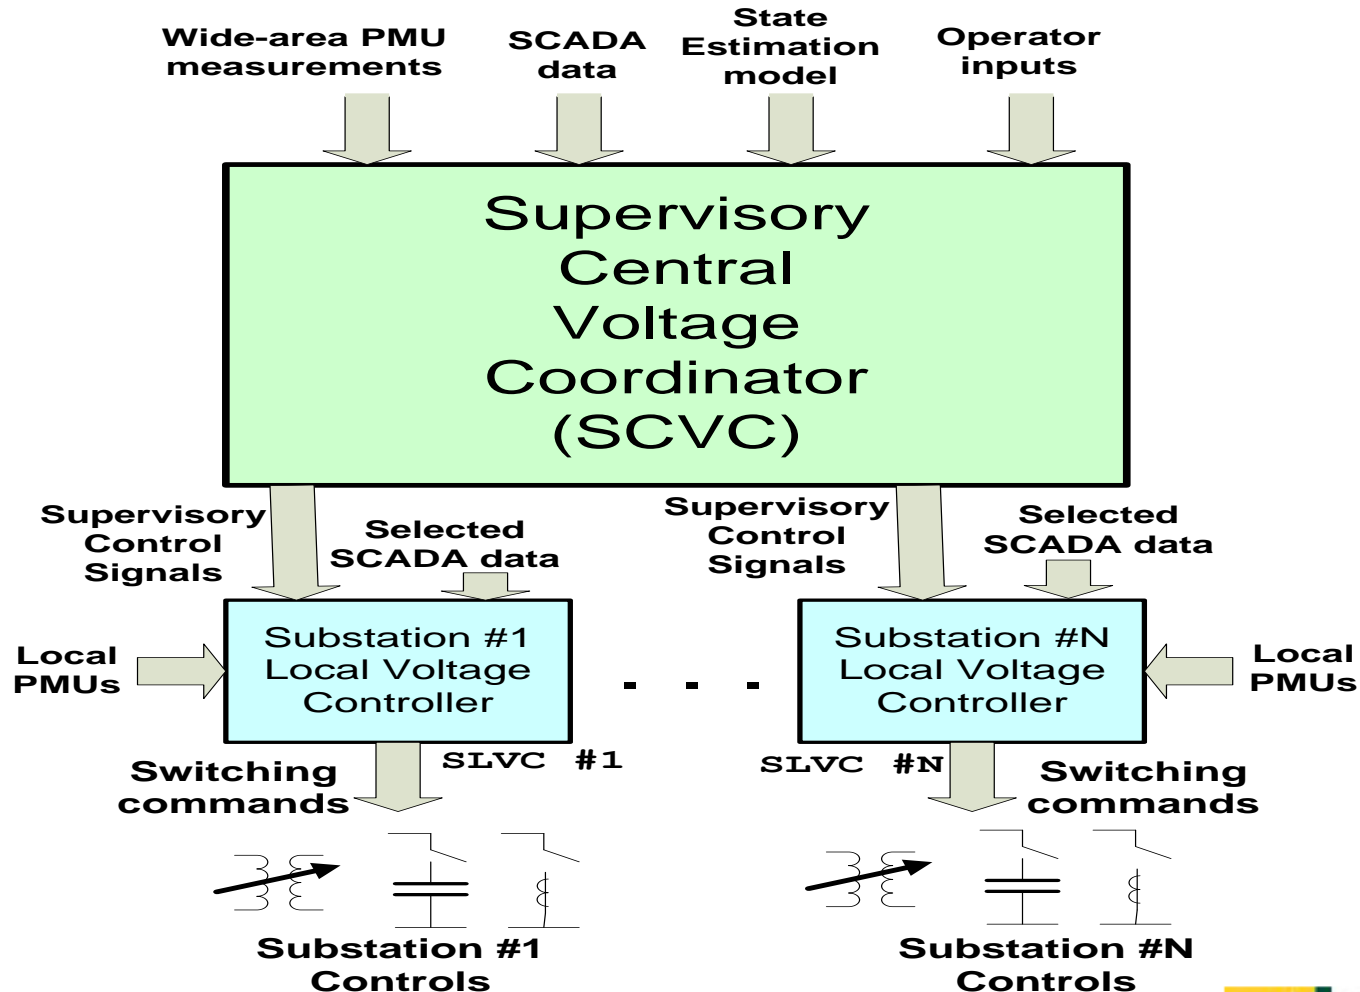 Wide-area PMU
measurements
SCADA
data
State
Estimation
model
Operator
inputs
Supervisory
Central
Voltage
Coordinator
(SCVC)
Supervisory
Control
Signals
Selected
SCADA data
Supervisory
Control
Signals
Selected
SCADA data
Local
PMUs
Substation #1
Local Voltage
Controller
- - -
Substation #N
Local Voltage
Controller
Local
PMUs
SLVC #1
SLVC #N
Switching
commands
Switching
commands
Substation #1
Controls
Substation #N
Controls